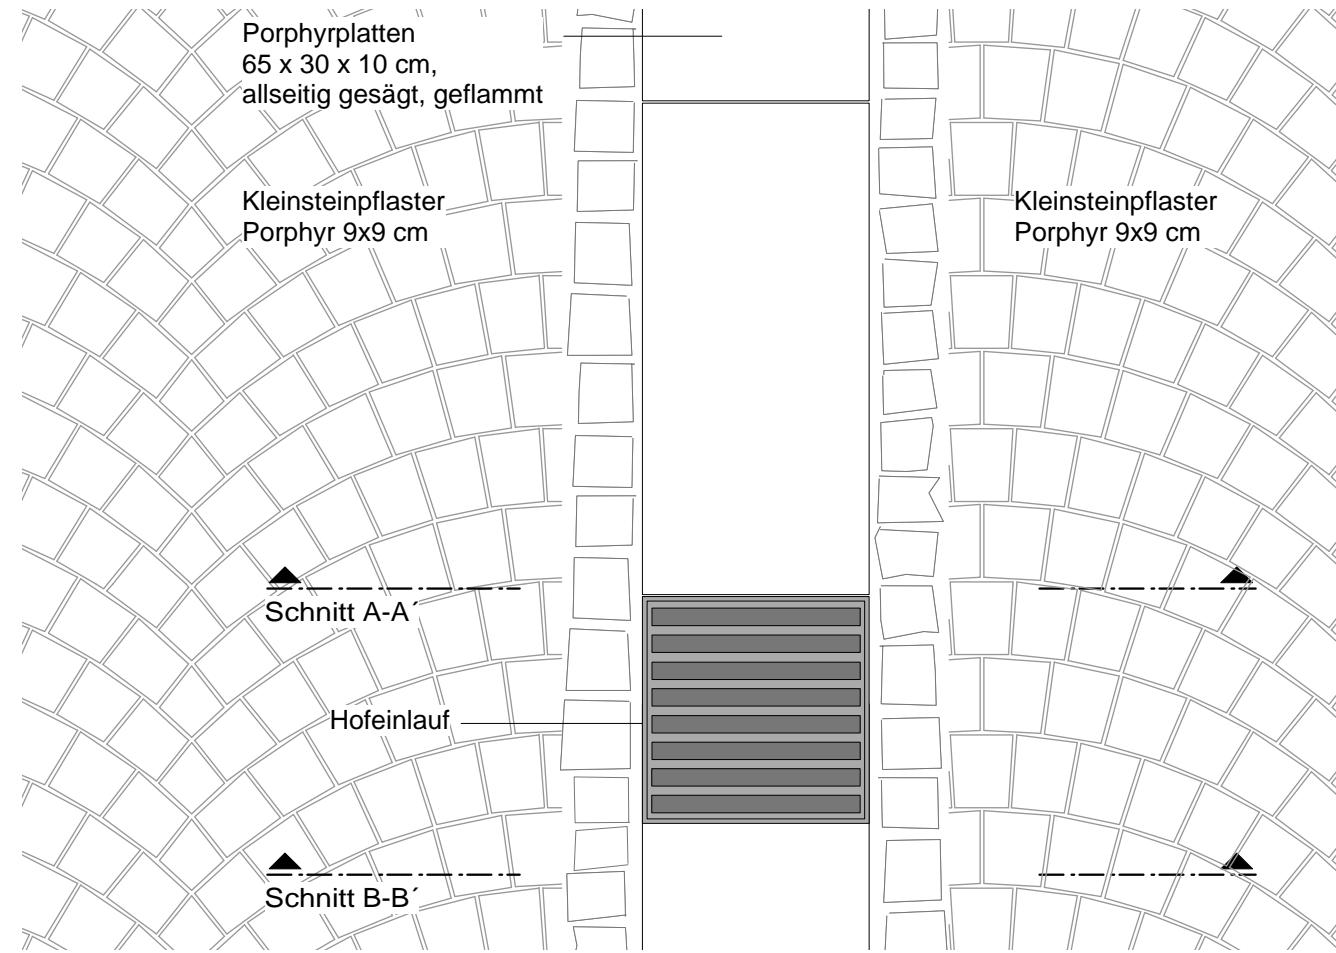 Porphyrplatten
65 x 30 x 10 cm,
allseitig gesägt, geflammt
Kleinsteinpflaster
Porphyr 9x9 cm
Kleinsteinpflaster
Porphyr 9x9 cm
Schnitt A-A´
Hofeinlauf
Schnitt B-B´